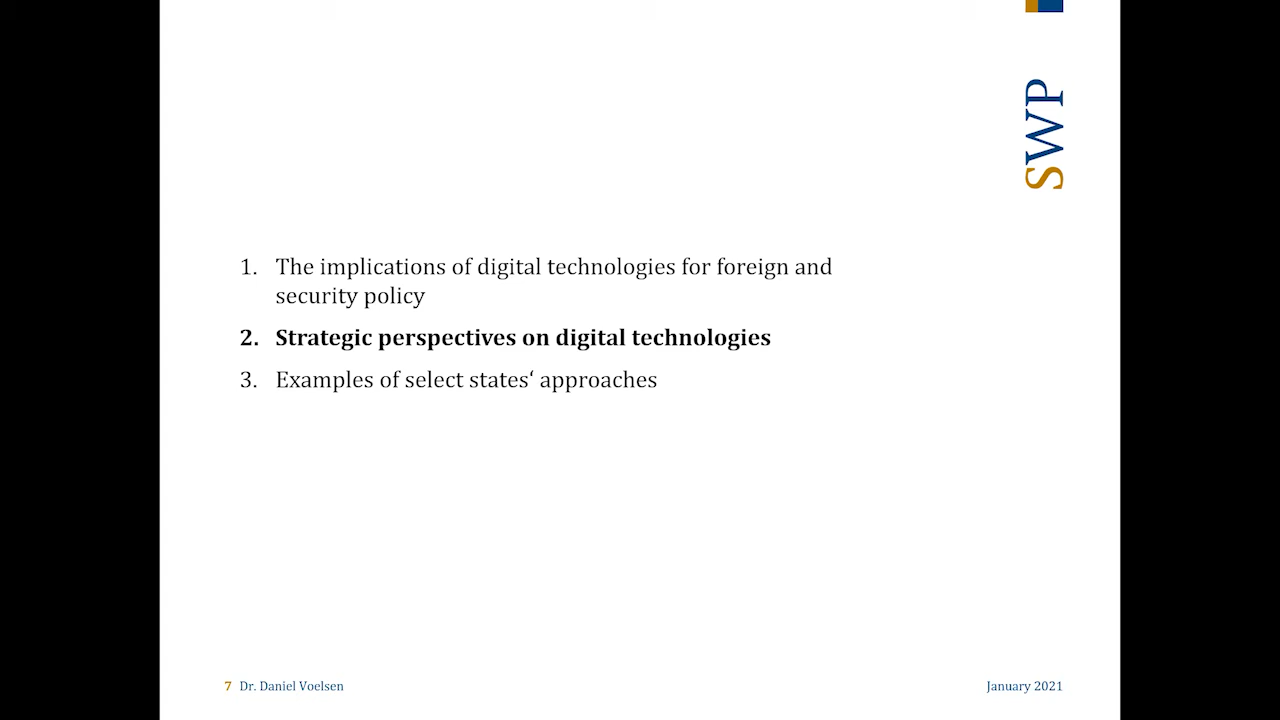 SWP
1. The implications of digital technologies for foreign and
security policy
2. Strategic perspectives on digital technologies
3. Examples of select states‘ approaches
7 Dr. Daniel Voelsen
January 2021